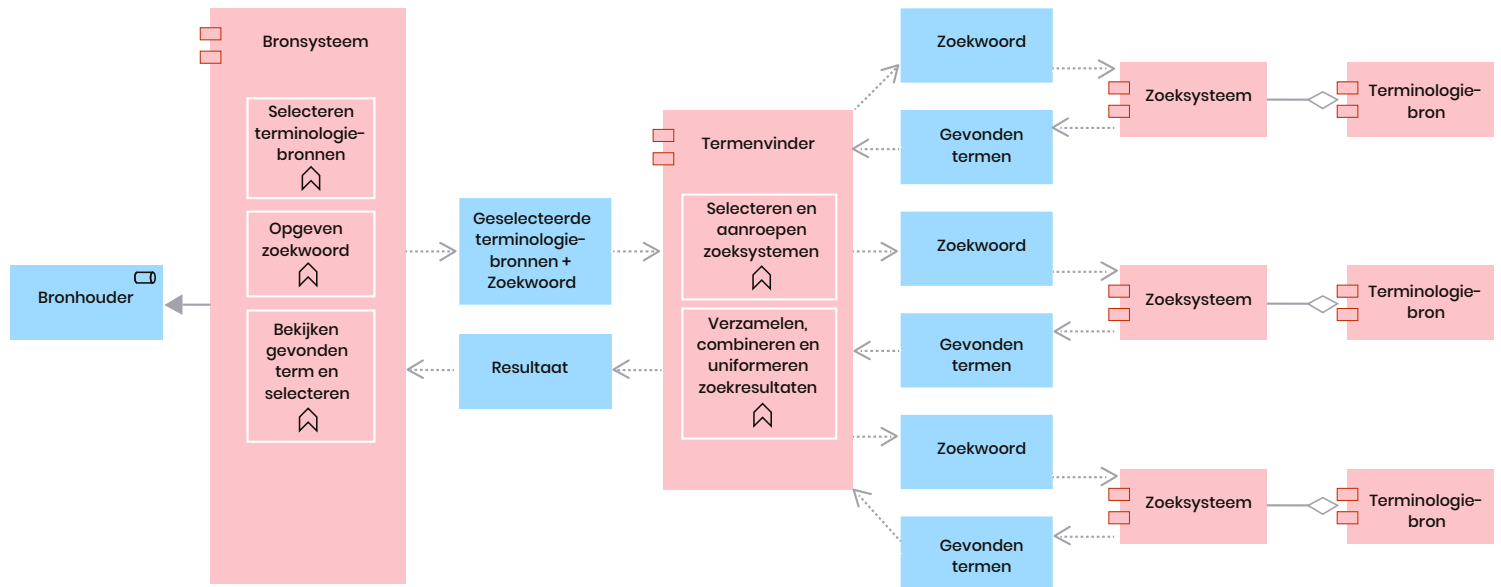 Bronhouder
Bronsysteem
Selecteren
terminologie-
bronnen
Opgeven
zoekwoord
Bekijken
gevonden
term en
selecteren
Geselecteerde
terminologie-
bronnen +
Zoekwoord
Resultaat
Termenvinder
Selecteren en
aanroepen
zoeksystemen
Verzamelen,
combineren en
uniformeren
zoekresultaten
Zoekwoord
Gevonden
termen
Zoeksysteem
Terminologie-
bron
Zoekwoord
Gevonden
termen
Zoeksysteem
Terminologie-
bron
Zoekwoord
Gevonden
termen
Zoeksysteem
Terminologie-
bron